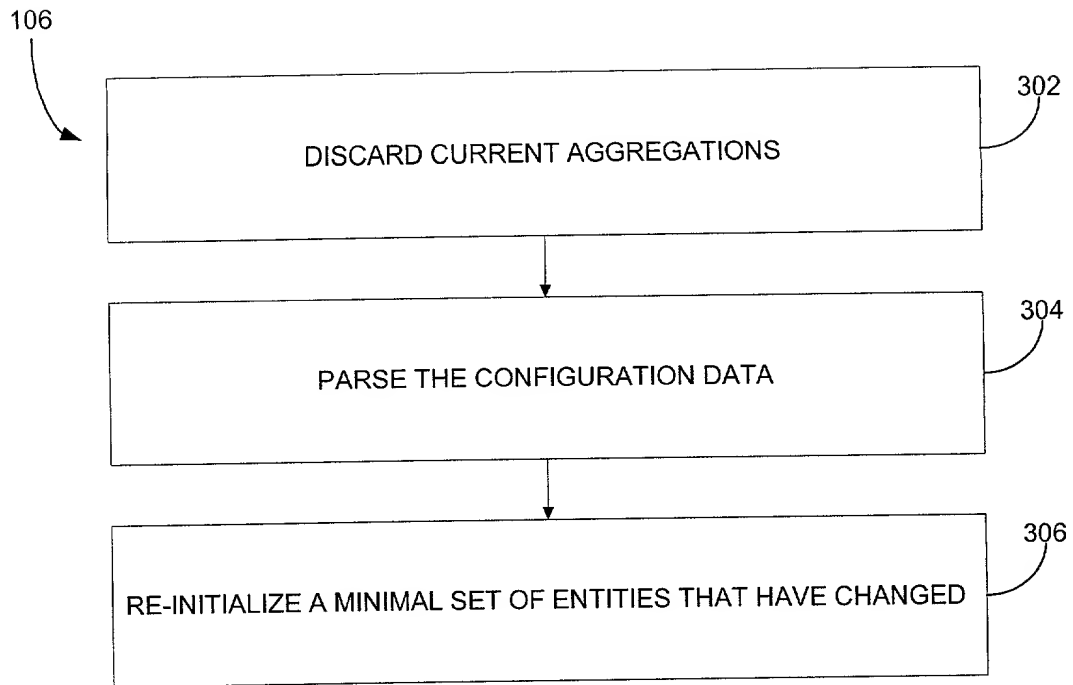 106
302
DISCARD CURRENT AGGREGATIONS
304
PARSE THE CONFIGURATION DATA
306
RE-INITIALIZE A MINIMAL SET OF ENTITIES THAT HAVE CHANGED